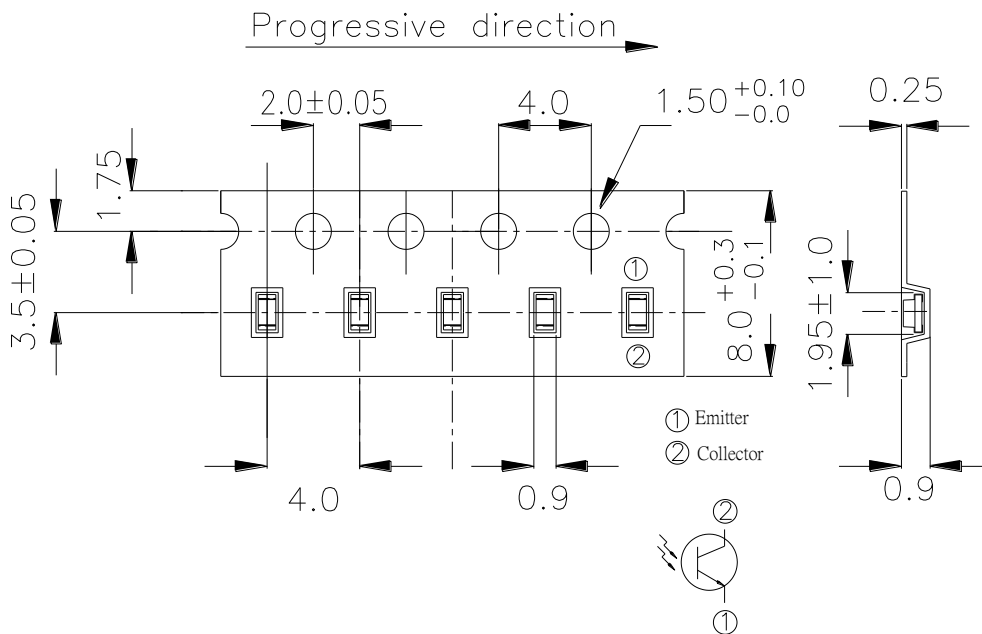 Progressive direction
2.0±0.05
4.0
1.50 +0.10 -0.0
0.25
1.75
3.5±0.05
①
②
8.0 +0.3 -0.1
1.95±1.0
① Emitter
② Collector
4.0
0.9
0.9
②
①